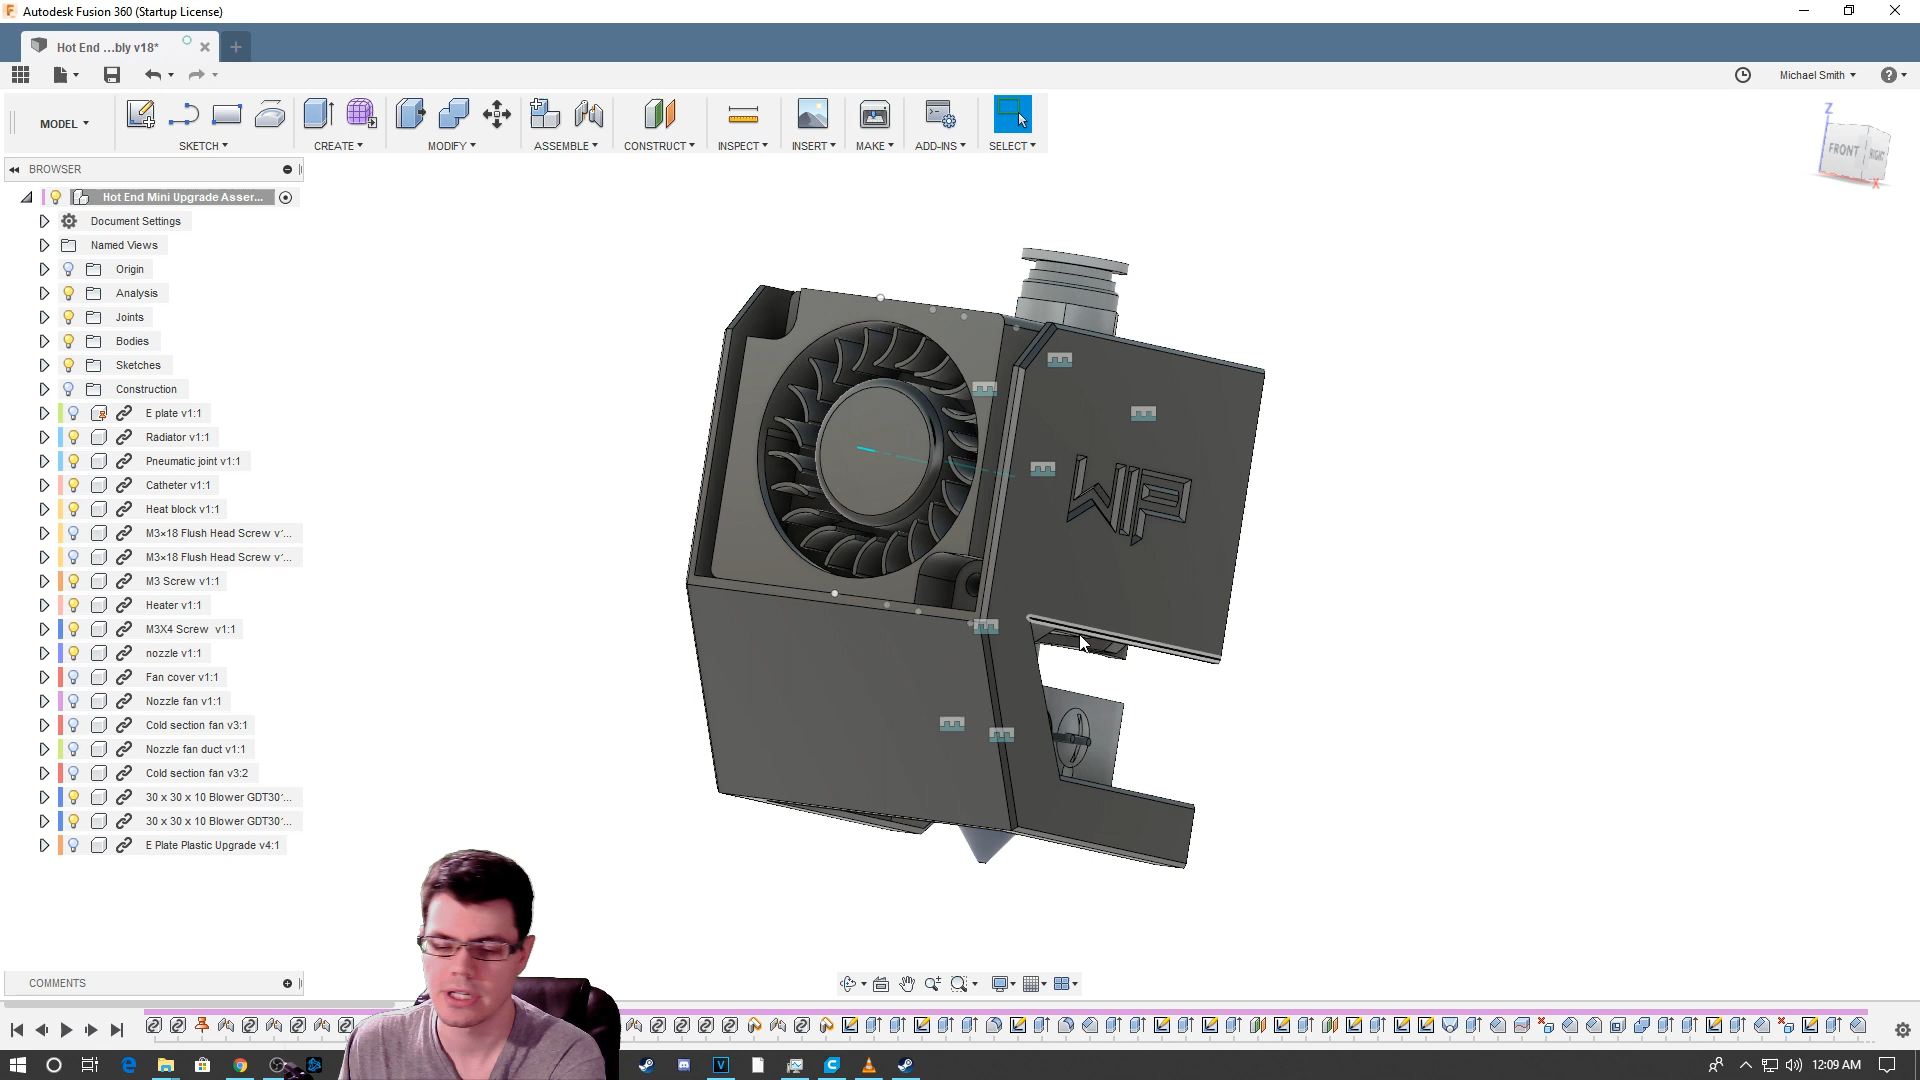 Autodesk Fusion 360 (Startup License)
Hot End ...bly v18*
Michael Smith
MODEL
SKETCH
CREATE
MODIFY
ASSEMBLE
CONSTRUCT
INSPECT
INSERT
MAKE
ADD-INS
SELECT
Z
FRONT
RIGHT
X
BROWSER
Hot End Mini Upgrade Asser...
Document Settings
Named Views
Origin
Analysis
Joints
Bodies
Sketches
Construction
E plate v1:1
Radiator v1:1
Pneumatic joint v1:1
Catheter v1:1
Heat block v1:1
M3×18 Flush Head Screw v'...
M3×18 Flush Head Screw v'...
M3 Screw v1:1
Heater v1:1
M3X4 Screw v1:1
nozzle v1:1
Fan cover v1:1
Nozzle fan v1:1
Cold section fan v3:1
Nozzle fan duct v1:1
Cold section fan v3:2
30 x 30 x 10 Blower GDT30'...
30 x 30 x 10 Blower GDT30'...
E Plate Plastic Upgrade v4:1
WIP
COMMENTS
12:09 AM